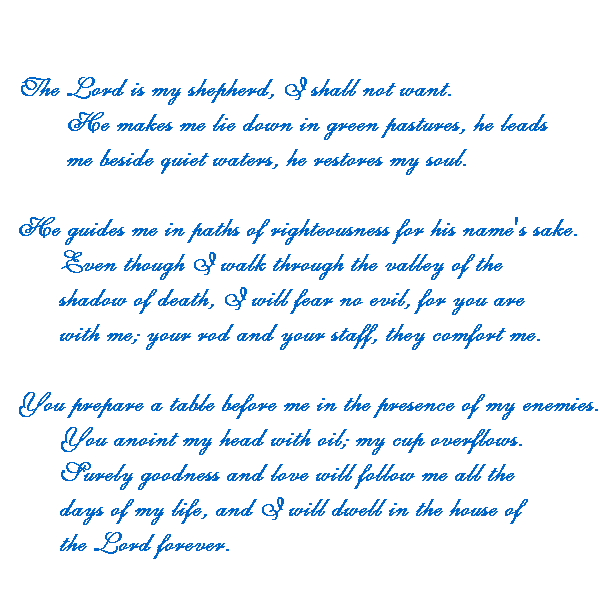 The Lord is my shepherd, I shall not want.
He makes me lie down in green pastures, he leads
me beside quiet waters, he restores my soul.
He guides me in paths of righteousness for his name's sake.
Even though I walk through the valley of the
shadow of death, I will fear no evil, for you are
with me; your rod and your staff, they comfort me.
You prepare a table before me in the presence of my enemies.
You anoint my head with oil; my cup overflows.
Surely goodness and love will follow me all the
days of my life, and I will dwell in the house of
the Lord forever.